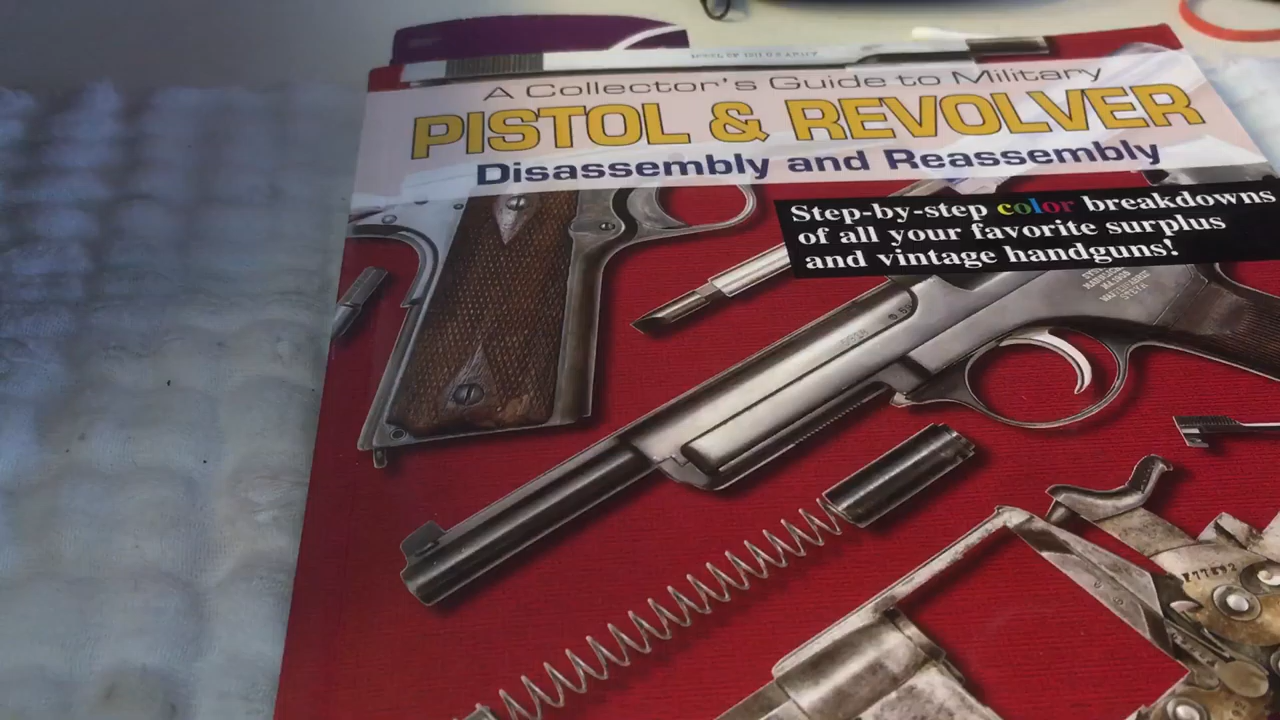 A Collector's Guide to Military
PISTOL & REVOLVER
Disassembly and Reassembly
Step-by-step color breakdowns
of all your favorite surplus
and vintage handguns!